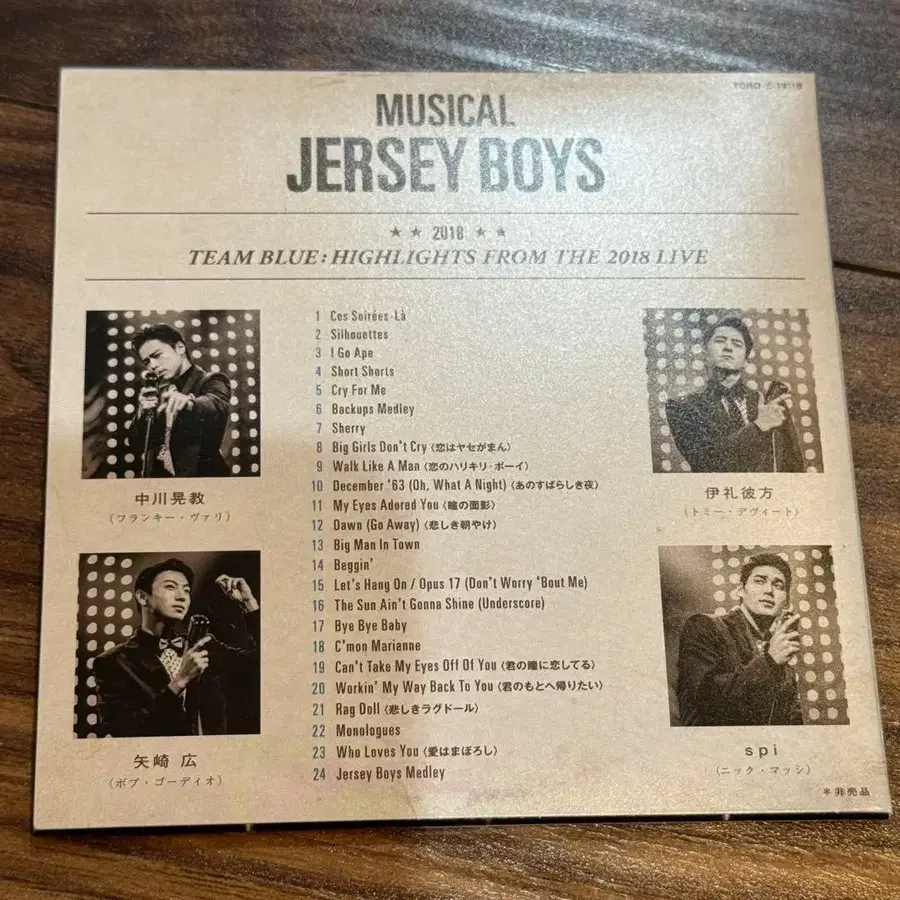 MUSICAL
JERSEY BOYS
★ ★ 2018 ★ ★
TEAM BLUE: HIGHLIGHTS FROM THE 2018 LIVE
中川晃教
(フランキー・ヴァリ)
矢崎 広
(ボブ・ゴーディオ)
1 Ces Soirées-Là
2 Silhouettes
3 I Go Ape
4 Short Shorts
5 Cry For Me
6 Backups Medley
7 Sherry
8 Big Girls Don't Cry〈恋はヤセがまん〉
9 Walk Like A Man〈恋のハリキリ・ボーイ〉
10 December '63 (Oh, What A Night)〈あのすばらしき夜〉
11 My Eyes Adored You〈瞳の面影〉
12 Dawn (Go Away)〈悲しき朝やけ〉
13 Big Man In Town
14 Beggin'
15 Let's Hang On / Opus 17 (Don't Worry 'Bout Me)
16 The Sun Ain't Gonna Shine (Underscore)
17 Bye Bye Baby
18 C'mon Marianne
19 Can't Take My Eyes Off Of You〈君の瞳に恋してる〉
20 Workin' My Way Back To You〈君のもとへ帰りたい〉
21 Rag Doll〈悲しきラグドール〉
22 Monologues
23 Who Loves You〈愛はまぼろし〉
24 Jersey Boys Medley
伊礼彼方
(トミー・デヴィート)
spi
(ニック・マッシ)
*非売品